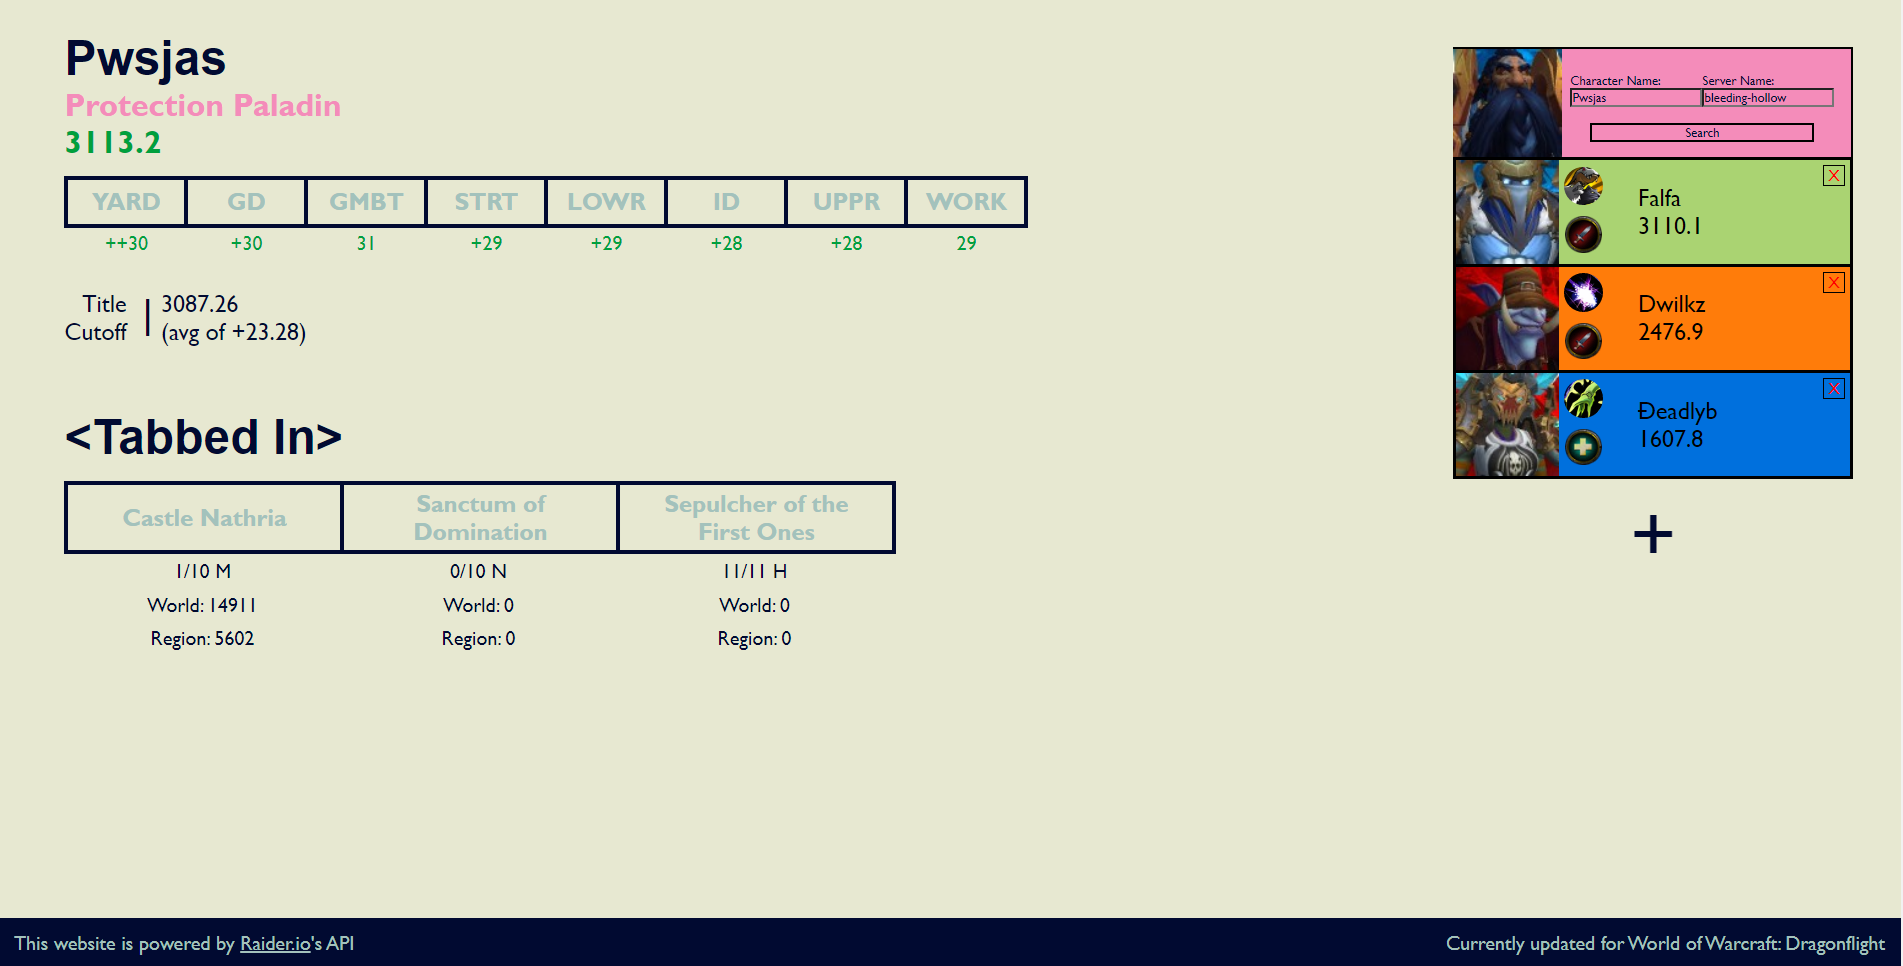 Pwsjas
Protection Paladin
3113.2
YARD GD GMBT STRT LOWR ID UPPR WORK
++30 +30 31 +29 +29 +28 +28 29
Title | 3087.26
Cutoff | (avg of +23.28)
<Tabbed In>
Castle Nathria
Sanctum of
Domination
Sepulcher of the
First Ones
1/10 M 0/10 N 11/11 H
World: 14911 World: 0 World: 0
Region: 5602 Region: 0 Region: 0
Character Name: Server Name:
Pwsjas bleeding-hollow
Search
X
Falfa
3110.1
X
Dwilkz
2476.9
X
Ðeadlyb
1607.8
+
This website is powered by Raider.io's API
Currently updated for World of Warcraft: Dragonflight